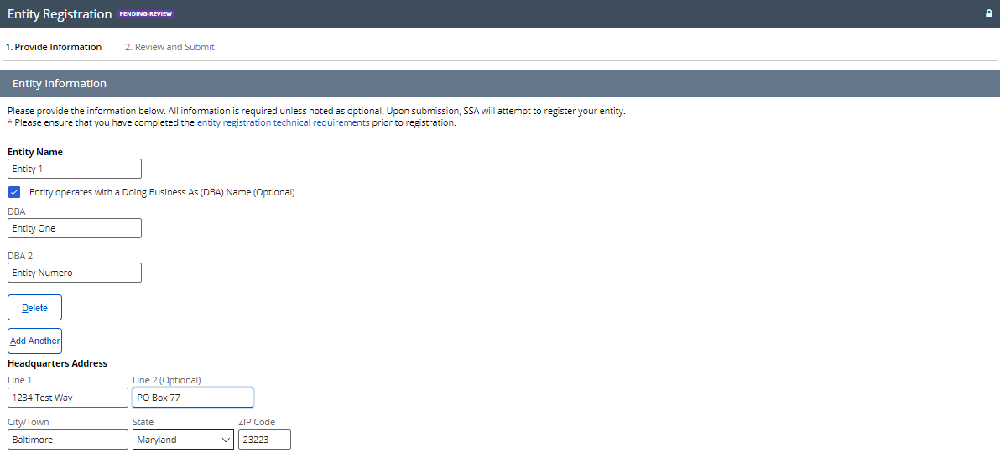 Entity Registration PENDING-REVIEW
1. Provide Information 2. Review and Submit
Entity Information
Please provide the information below. All information is required unless noted as optional. Upon submission, SSA will attempt to register your entity.
* Please ensure that you have completed the entity registration technical requirements prior to registration.
Entity Name
Entity 1
Entity operates with a Doing Business As (DBA) Name (Optional)
DBA
Entity One
DBA 2
Entity Numero
Delete
Add Another
Headquarters Address
Line 1 Line 2 (Optional)
1234 Test Way PO Box 77
City/Town State ZIP Code
Baltimore Maryland 23223